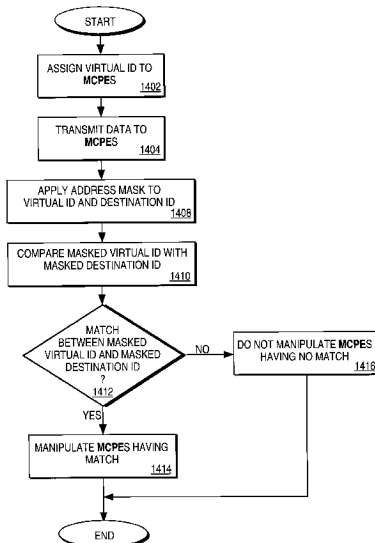 START
ASSIGN VIRTUAL ID TO
MCPES
1402
TRANSMIT DATA TO
MCPES
1404
APPLY ADDRESS MASK TO
VIRTUAL ID AND DESTINATION ID
1408
COMPARE MASKED VIRTUAL ID WITH
MASKED DESTINATION ID
1410
MATCH
BETWEEN MASKED
VIRTUAL ID AND MASKED
DESTINATION ID
?
1412
NO
DO NOT MANIPULATE MCPES
HAVING NO MATCH
1416
YES
MANIPULATE MCPES HAVING
MATCH
1414
END